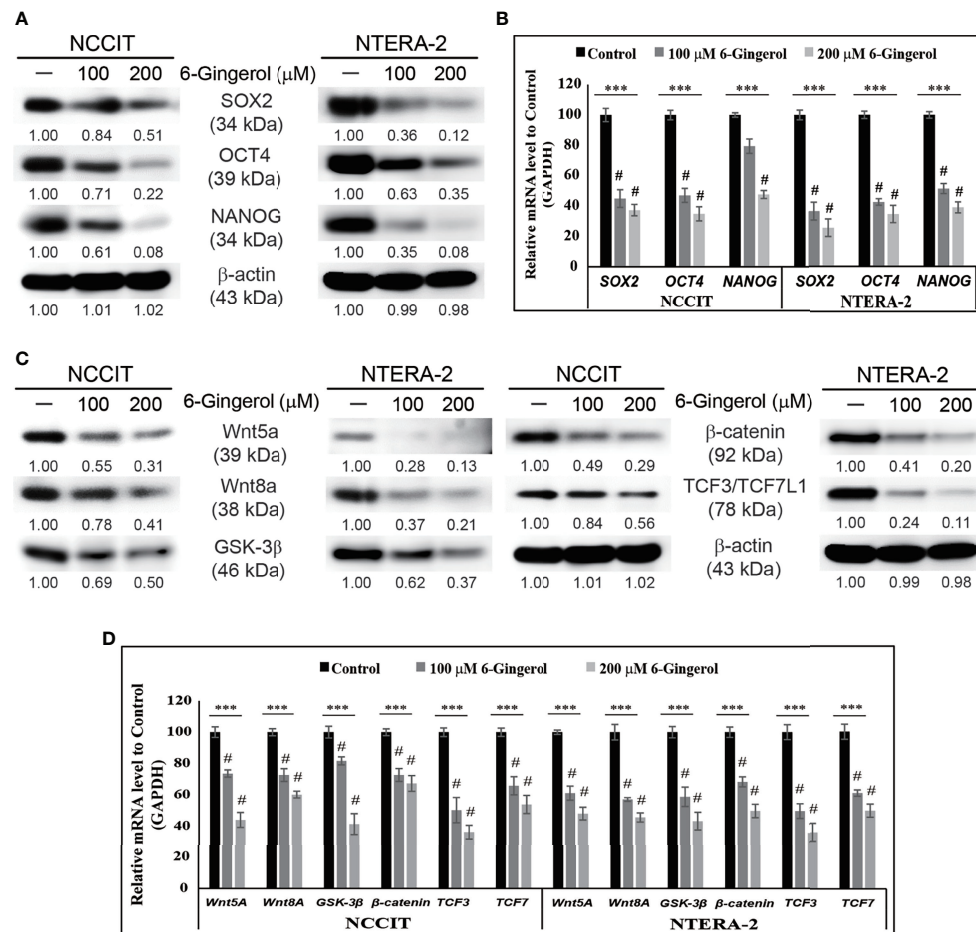 A
NCCIT
NTERA-2
— 100 200 6-Gingerol (µM) — 100 200
SOX2
(34 kDa)
1.00 0.84 0.51 1.00 0.36 0.12
OCT4
(39 kDa)
1.00 0.71 0.22 1.00 0.63 0.35
NANOG
(34 kDa)
1.00 0.61 0.08 1.00 0.35 0.08
β-actin
(43 kDa)
1.00 1.01 1.02 1.00 0.99 0.98
B
Control 100 µM 6-Gingerol 200 µM 6-Gingerol
Relative mRNA level to Control
(GAPDH)
120
100
80
60
40
20
0
*** *** *** *** *** ***
# # # # # # # # # # #
SOX2 OCT4 NANOG SOX2 OCT4 NANOG
NCCIT NTERA-2
C
NCCIT NTERA-2 NCCIT NTERA-2
— 100 200 6-Gingerol (µM) — 100 200 — 100 200 6-Gingerol (µM) — 100 200
Wnt5a β-catenin
(39 kDa) (92 kDa)
1.00 0.55 0.31 1.00 0.28 0.13 1.00 0.49 0.29 1.00 0.41 0.20
Wnt8a TCF3/TCF7L1
(38 kDa) (78 kDa)
1.00 0.78 0.41 1.00 0.37 0.21 1.00 0.84 0.56 1.00 0.24 0.11
GSK-3β β-actin
(46 kDa) (43 kDa)
1.00 0.69 0.50 1.00 0.62 0.37 1.00 1.01 1.02 1.00 0.99 0.98
D
Control 100 µM 6-Gingerol 200 µM 6-Gingerol
Relative mRNA level to Control
(GAPDH)
120
100
80
60
40
20
0
*** *** *** *** *** *** *** *** *** *** *** ***
# # # # # # # # # # # # # # # # # # # # # # # #
Wnt5A Wnt8A GSK-3β β-catenin TCF3 TCF7 Wnt5A Wnt8A GSK-3β β-catenin TCF3 TCF7
NCCIT NTERA-2